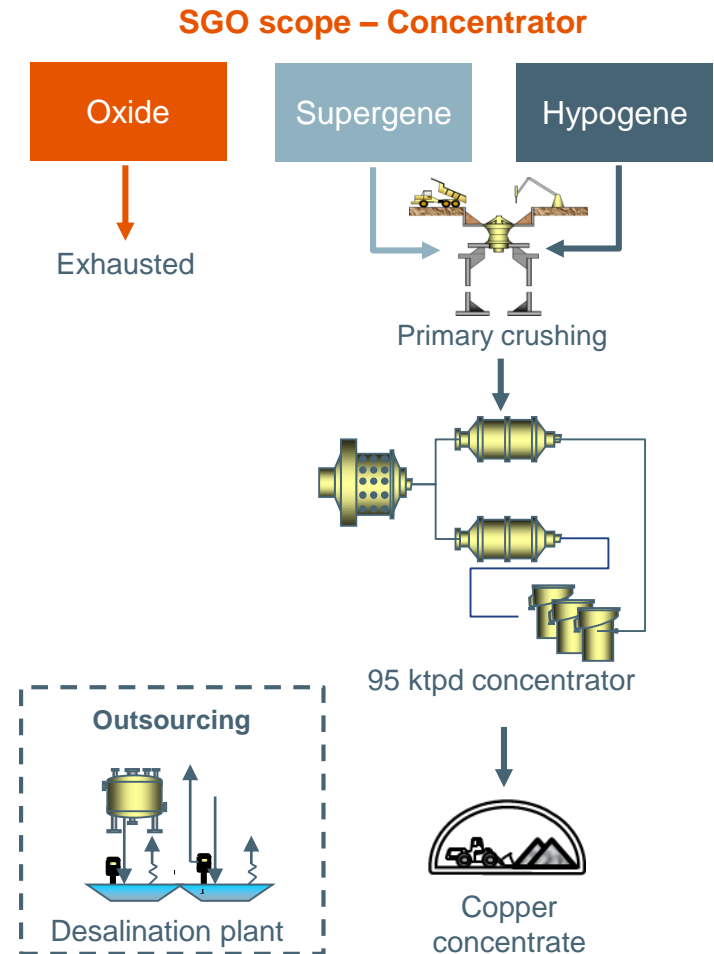 SGO scope – Concentrator
Oxide
Supergene
Hypogene
Exhausted
Primary crushing
95 ktpd concentrator
Outsourcing
Desalination plant
Copper
concentrate